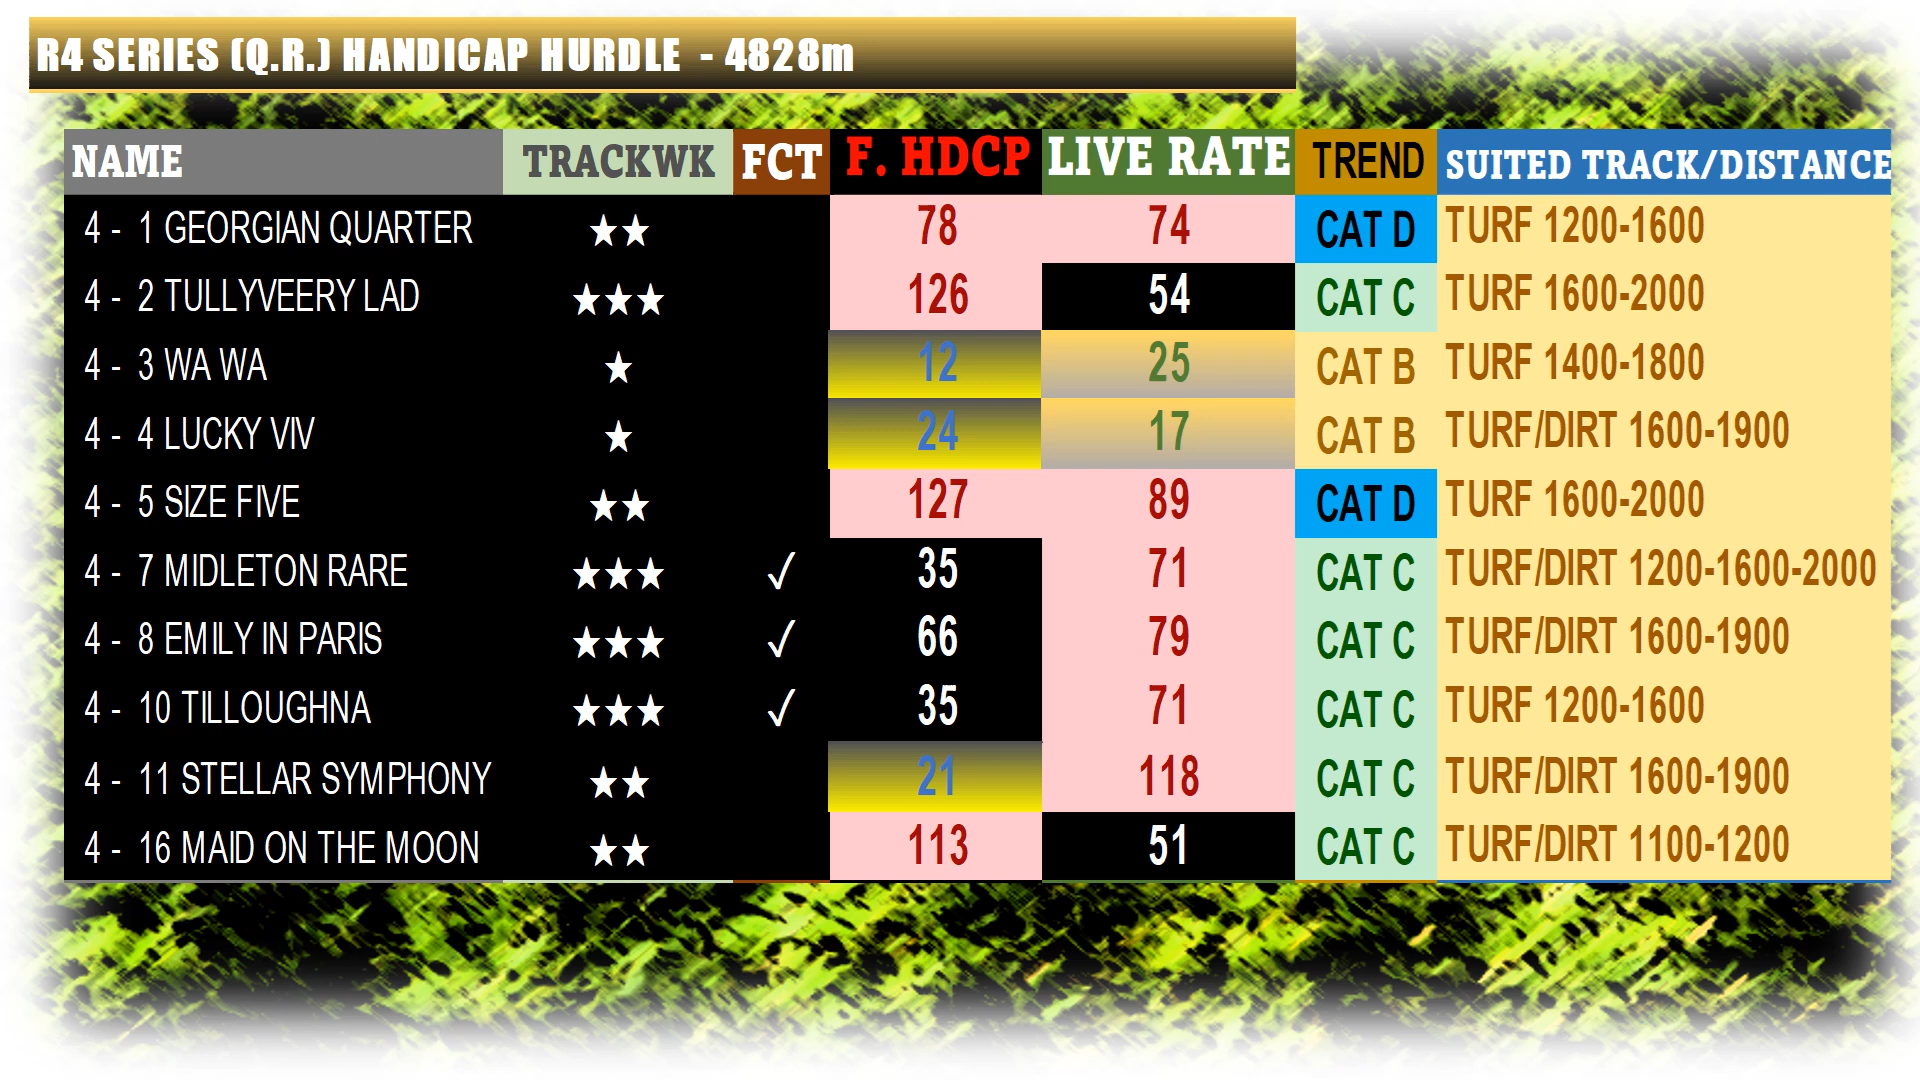 R4 SERIES (Q.R.) HANDICAP HURDLE - 4828m
NAME TRACKWK FCT F. HDCP LIVE RATE TREND SUITED TRACK/DISTANCE
4 - 1 GEORGIAN QUARTER ★★ 78 74 CAT D TURF 1200-1600
4 - 2 TULLYVEERY LAD ★★★ 126 54 CAT C TURF 1600-2000
4 - 3 WA WA ★ 12 25 CAT B TURF 1400-1800
4 - 4 LUCKY VIV ★ 24 17 CAT B TURF/DIRT 1600-1900
4 - 5 SIZE FIVE ★★ 127 89 CAT D TURF 1600-2000
4 - 7 MIDLETON RARE ★★★ ✓ 35 71 CAT C TURF/DIRT 1200-1600-2000
4 - 8 EMILY IN PARIS ★★★ ✓ 66 79 CAT C TURF/DIRT 1600-1900
4 - 10 TILLOUGHNA ★★★ ✓ 35 71 CAT C TURF 1200-1600
4 - 11 STELLAR SYMPHONY ★★ 21 118 CAT C TURF/DIRT 1600-1900
4 - 16 MAID ON THE MOON ★★ 113 51 CAT C TURF/DIRT 1100-1200